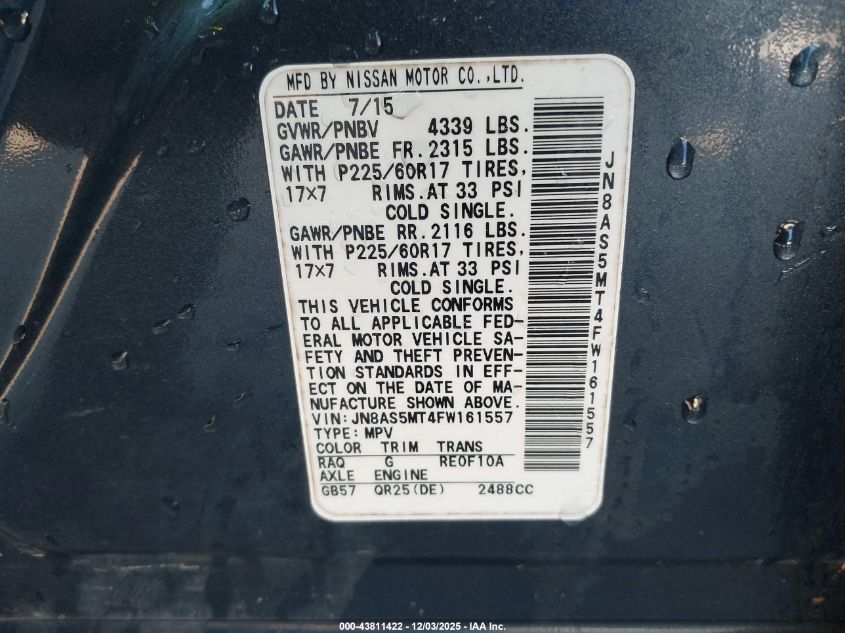 MFD BY NISSAN MOTOR CO.,LTD.
DATE 7/15
GVWR/PNBV 4339 LBS.
GAWR/PNBE FR.2315 LBS.
WITH P225/60R17 TIRES,
17×7 RIMS.AT 33 PSI
COLD SINGLE.
GAWR/PNBE RR.2116 LBS.
WITH P225/60R17 TIRES,
17×7 RIMS.AT 33 PSI
COLD SINGLE.
THIS VEHICLE CONFORMS
TO ALL APPLICABLE FED-
ERAL MOTOR VEHICLE SA-
FETY AND THEFT PREVEN-
TION STANDARDS IN EFF-
ECT ON THE DATE OF MA-
NUFACTURE SHOWN ABOVE.
VIN:JN8AS5MT4FW161557
TYPE:MPV
COLOR TRIM TRANS
RAQ G RE0F10A
AXLE ENGINE
GB57 QR25(DE) 2488CC
JN8AS5MT4FW161557
000-43811422 - 12/03/2025 - IAA Inc.